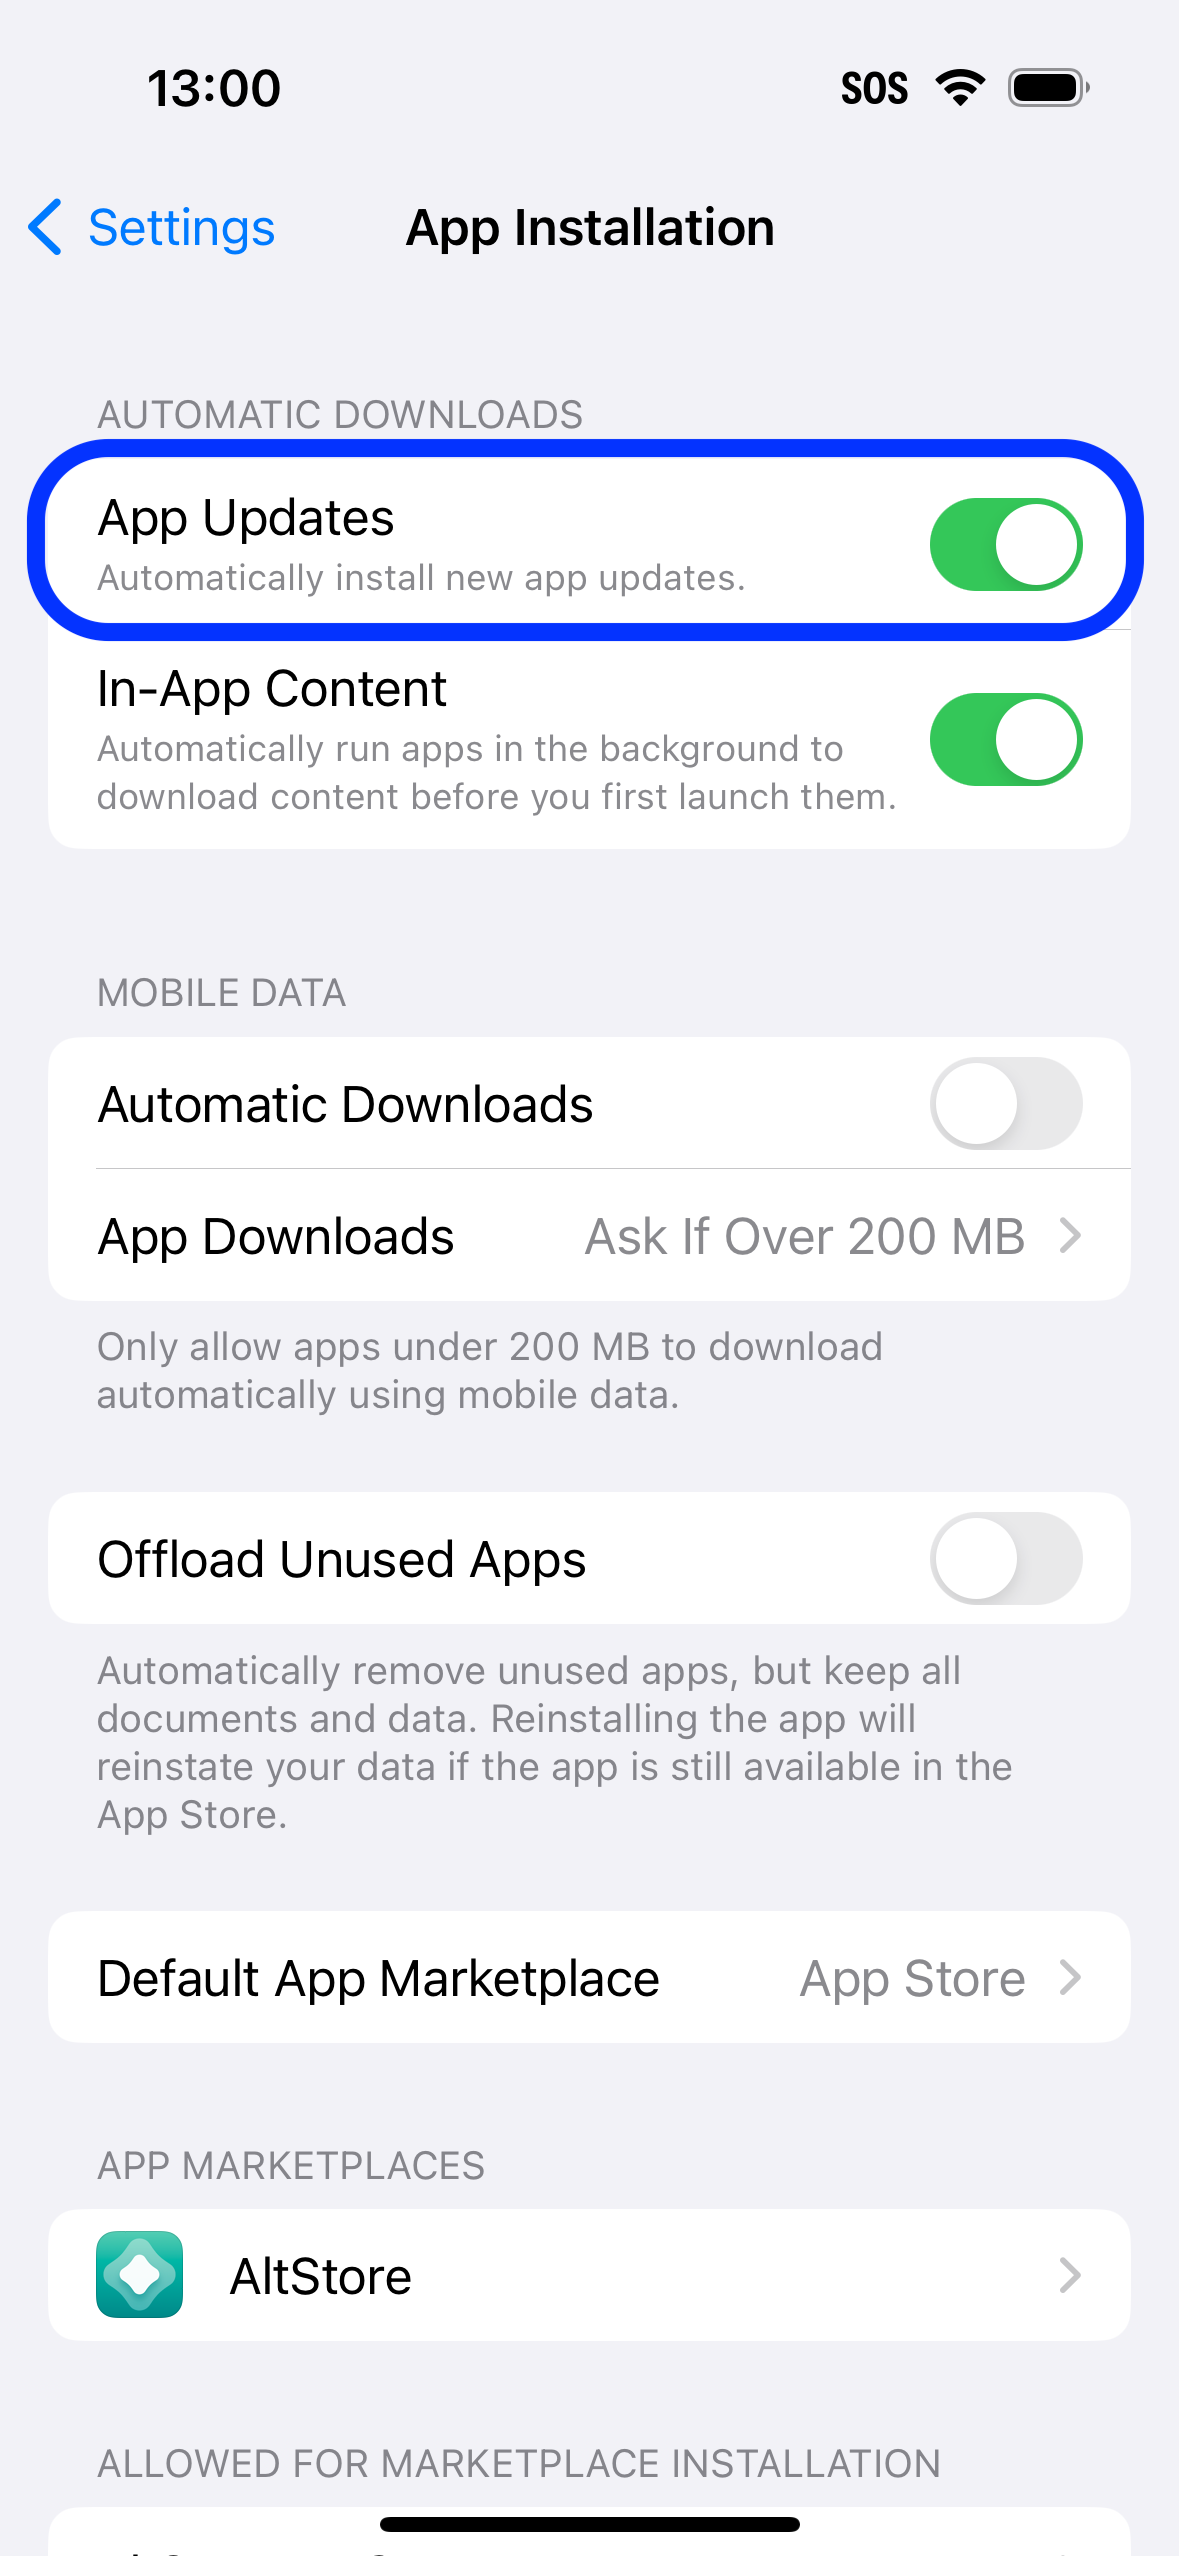 13:00
SOS
Settings
App Installation
AUTOMATIC DOWNLOADS
App Updates
Automatically install new app updates.
In-App Content
Automatically run apps in the background to
download content before you first launch them.
MOBILE DATA
Automatic Downloads
App Downloads
Ask If Over 200 MB
Only allow apps under 200 MB to download
automatically using mobile data.
Offload Unused Apps
Automatically remove unused apps, but keep all
documents and data. Reinstalling the app will
reinstate your data if the app is still available in the
App Store.
Default App Marketplace
App Store
APP MARKETPLACES
AltStore
ALLOWED FOR MARKETPLACE INSTALLATION